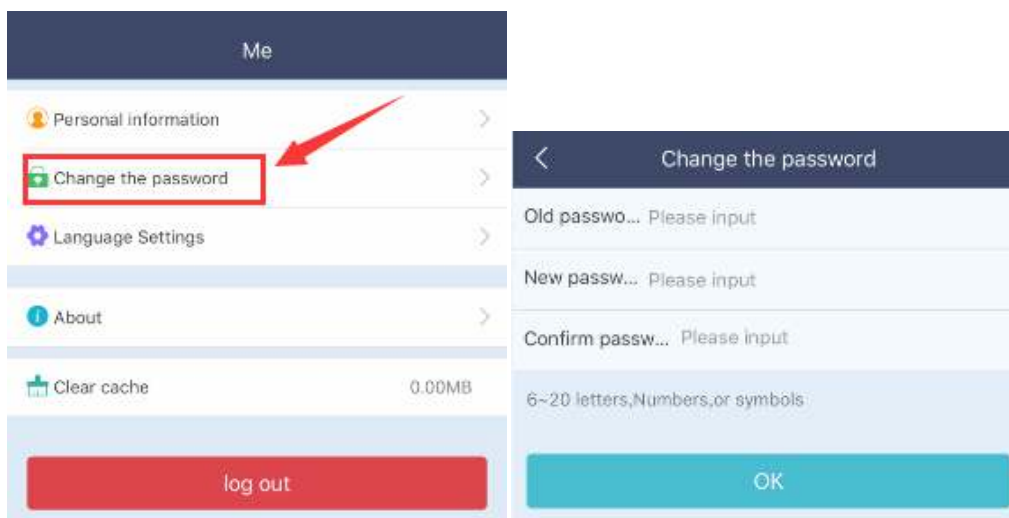 Me
Personal information
Change the password
Language Settings
About
Clear cache 0.00MB
log out
Change the password
Old passwo... Please input
New passw... Please input
Confirm passw... Please input
6~20 letters,Numbers,or symbols
OK